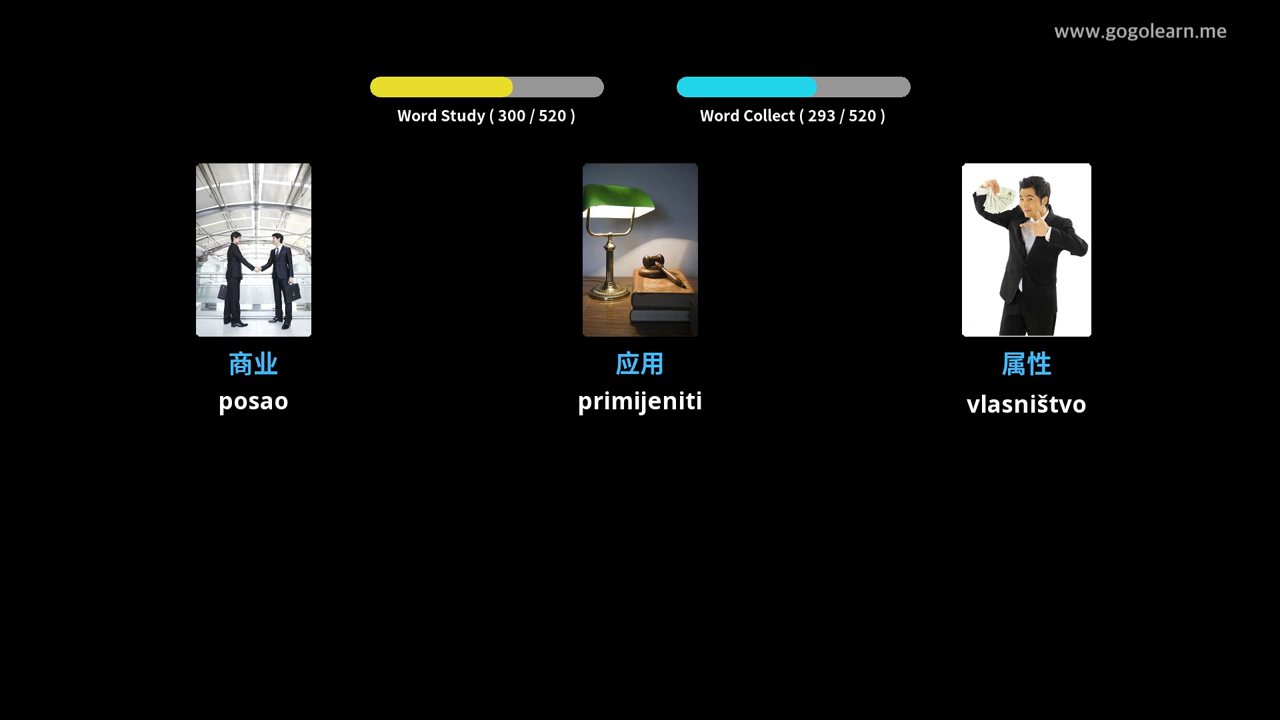 www.gogolearn.me
Word Study ( 300 / 520 )
Word Collect ( 293 / 520 )
商业
应用
属性
posao
primijeniti
vlasništvo